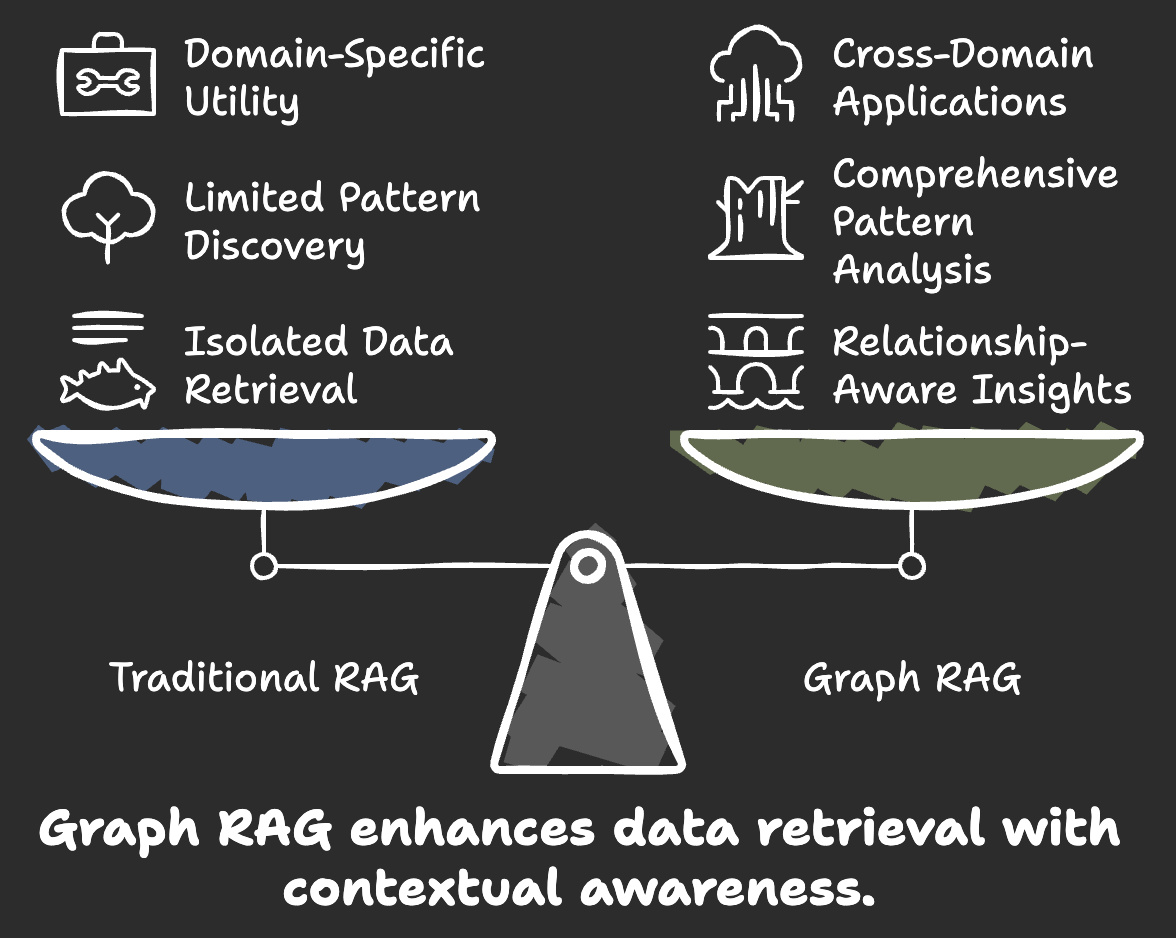 Domain-Specific
Utility
Limited Pattern
Discovery
Isolated Data
Retrieval
Cross-Domain
Applications
Comprehensive
Pattern
Analysis
Relationship-
Aware Insights
Traditional RAG
Graph RAG
Graph RAG enhances data retrieval with
contextual awareness.